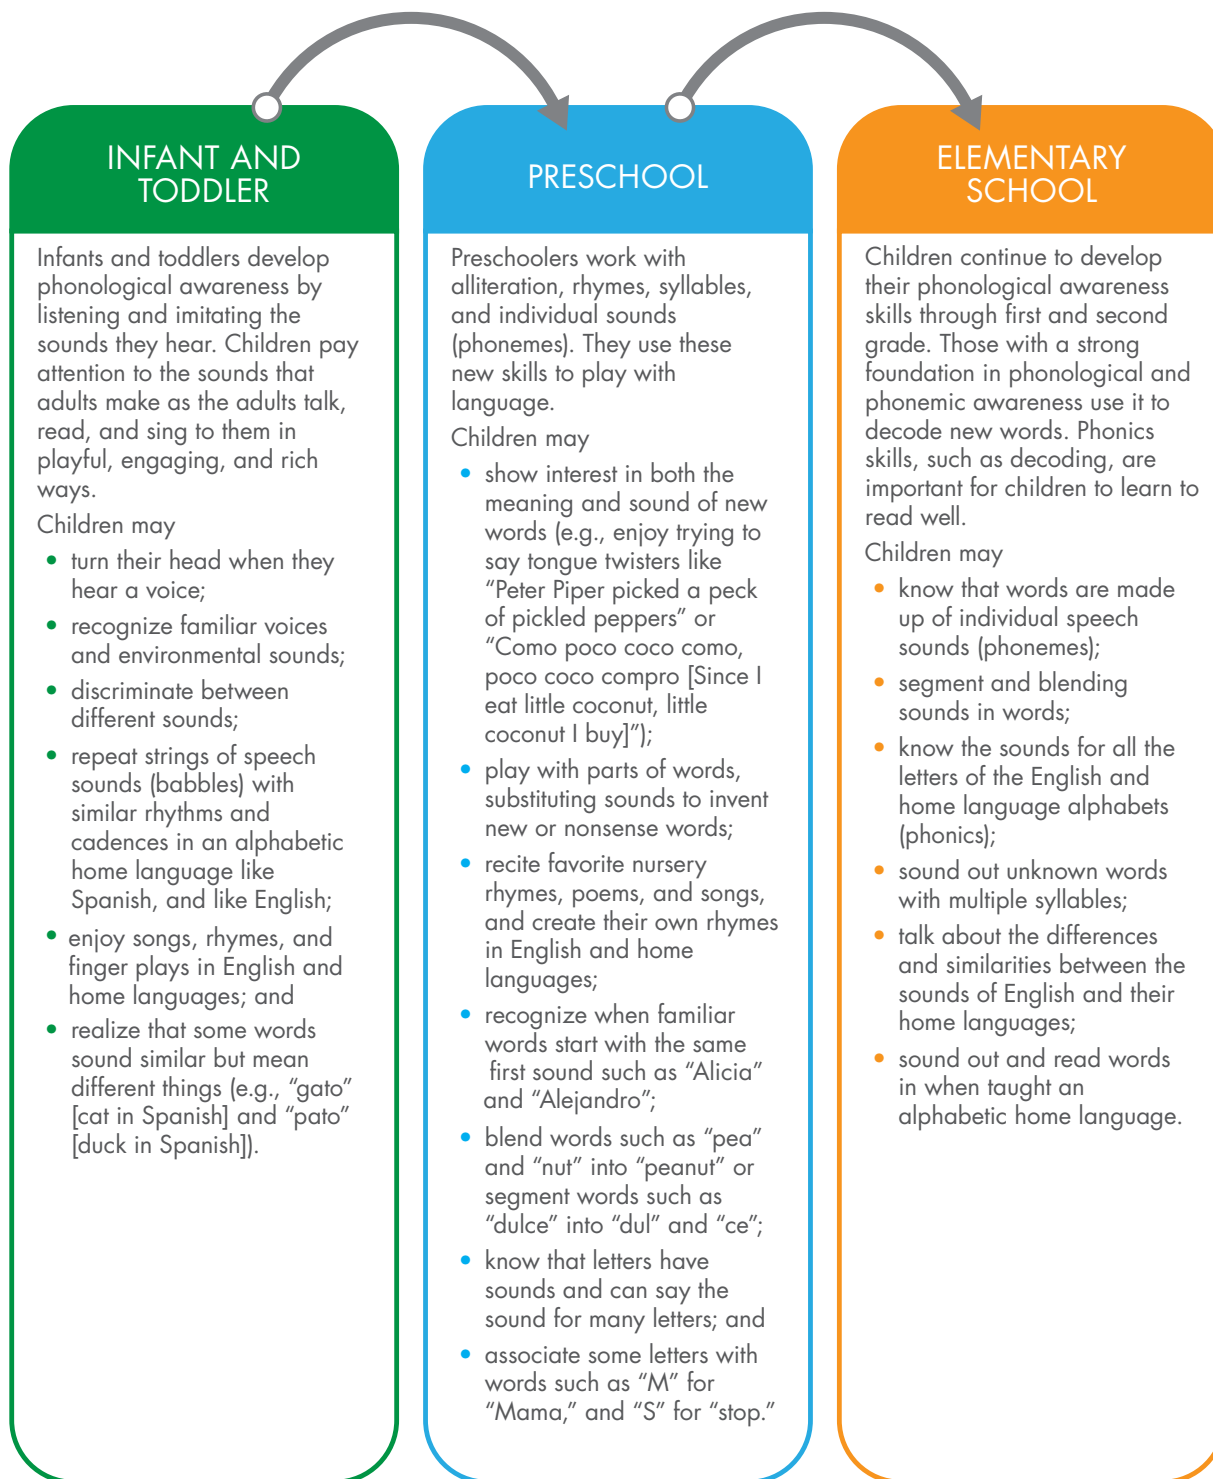 INFANT AND
TODDLER
Infants and toddlers develop
phonological awareness by
listening and imitating the
sounds they hear. Children pay
attention to the sounds that
adults make as the adults talk,
read, and sing to them in
playful, engaging, and rich
ways.
Children may
• turn their head when they
hear a voice;
• recognize familiar voices
and environmental sounds;
• discriminate between
different sounds;
• repeat strings of speech
sounds (babbles) with
similar rhythms and
cadences in an alphabetic
home language like
Spanish, and like English;
• enjoy songs, rhymes, and
finger plays in English and
home languages; and
• realize that some words
sound similar but mean
different things (e.g., “gato”
[cat in Spanish] and “pato”
[duck in Spanish]).
PRESCHOOL
Preschoolers work with
alliteration, rhymes, syllables,
and individual sounds
(phonemes). They use these
new skills to play with
language.
Children may
• show interest in both the
meaning and sound of new
words (e.g., enjoy trying to
say tongue twisters like
“Peter Piper picked a peck
of pickled peppers” or
“Como poco coco como,
poco coco compro [Since I
eat little coconut, little
coconut I buy]”);
• play with parts of words,
substituting sounds to invent
new or nonsense words;
• recite favorite nursery
rhymes, poems, and songs,
and create their own rhymes
in English and home
languages;
• recognize when familiar
words start with the same
first sound such as “Alicia”
and “Alejandro”;
• blend words such as “pea”
and “nut” into “peanut” or
segment words such as
“dulce” into “dul” and “ce”;
• know that letters have
sounds and can say the
sound for many letters; and
• associate some letters with
words such as “M” for
“Mama,” and “S” for “stop.”
ELEMENTARY
SCHOOL
Children continue to develop
their phonological awareness
skills through first and second
grade. Those with a strong
foundation in phonological and
phonemic awareness use it to
decode new words. Phonics
skills, such as decoding, are
important for children to learn to
read well.
Children may
• know that words are made
up of individual speech
sounds (phonemes);
• segment and blending
sounds in words;
• know the sounds for all the
letters of the English and
home language alphabets
(phonics);
• sound out unknown words
with multiple syllables;
• talk about the differences
and similarities between the
sounds of English and their
home languages;
• sound out and read words
in when taught an
alphabetic home language.